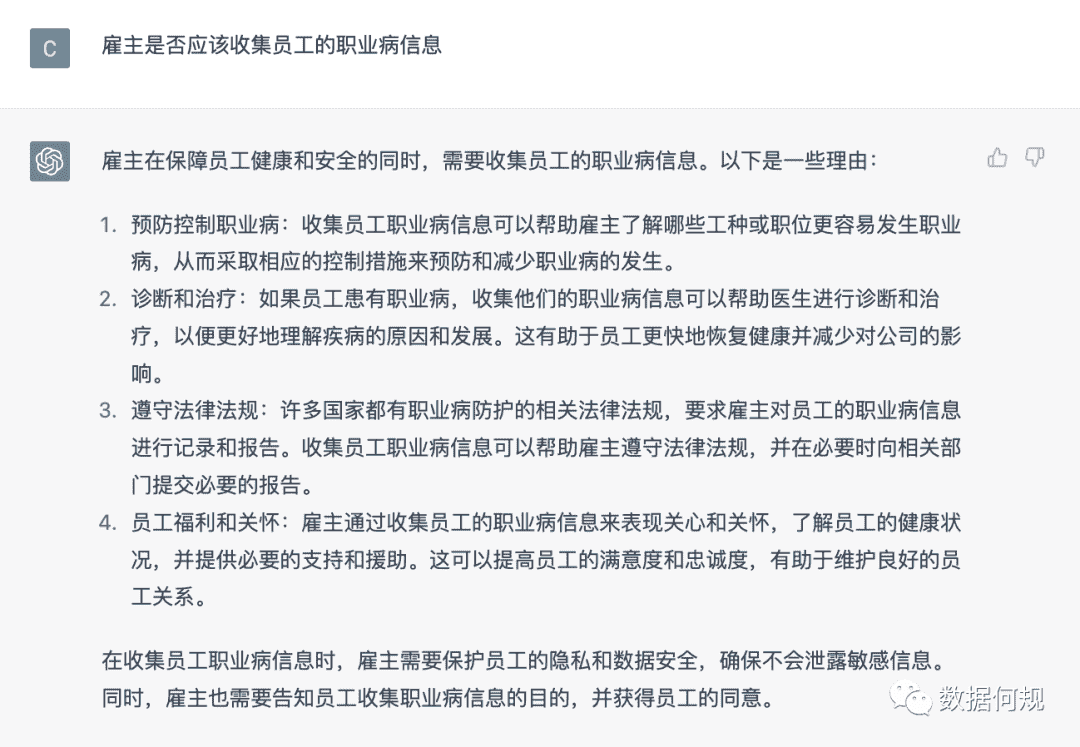 C
雇主是否应该收集员工的职业病信息
雇主在保障员工健康和安全的同时，需要收集员工的职业病信息。以下是一些理由：
1. 预防控制职业病：收集员工职业病信息可以帮助雇主了解哪些工种或职位更容易发生职业
病，从而采取相应的控制措施来预防和减少职业病的发生。
2. 诊断和治疗：如果员工患有职业病，收集他们的职业病信息可以帮助医生进行诊断和治
疗，以便更好地理解疾病的原因和发展。这有助于员工更快地恢复健康并减少对公司的影
响。
3. 遵守法律法规：许多国家都有职业病防护的相关法律法规，要求雇主对员工的职业病信息
进行记录和报告。收集员工职业病信息可以帮助雇主遵守法律法规，并在必要时向相关部
门提交必要的报告。
4. 员工福利和关怀：雇主通过收集员工的职业病信息来表现关心和关怀，了解员工的健康状
况，并提供必要的支持和援助。这可以提高员工的满意度和忠诚度，有助于维护良好的员
工关系。
在收集员工职业病信息时，雇主需要保护员工的隐私和数据安全，确保不会泄露敏感信息。
同时，雇主也需要告知员工收集职业病信息的目的，并获得员工的同意。
数据何规